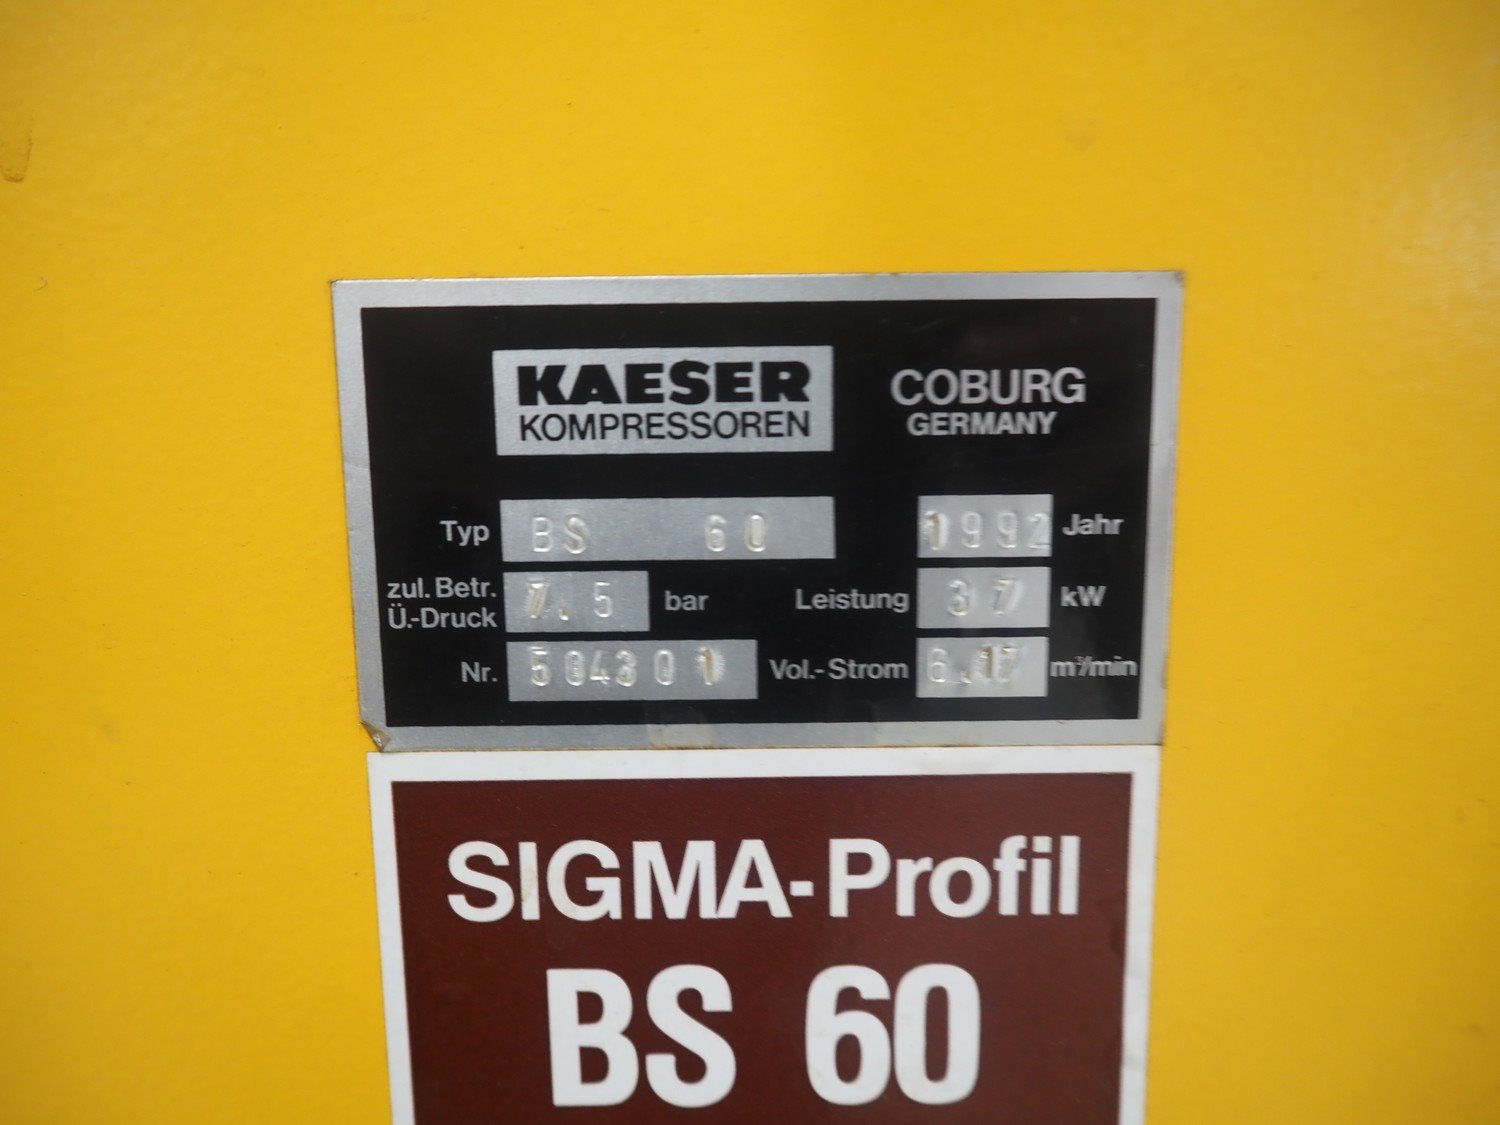 KAESER
KOMPRESSOREN
COBURG
GERMANY
Typ BS 60 1992 Jahr
zul. Betr.
Ü.-Druck 7.5 bar Leistung 37 kW
Nr. 504301 Vol.-Strom 6.17 m³/min
SIGMA-Profil
BS 60